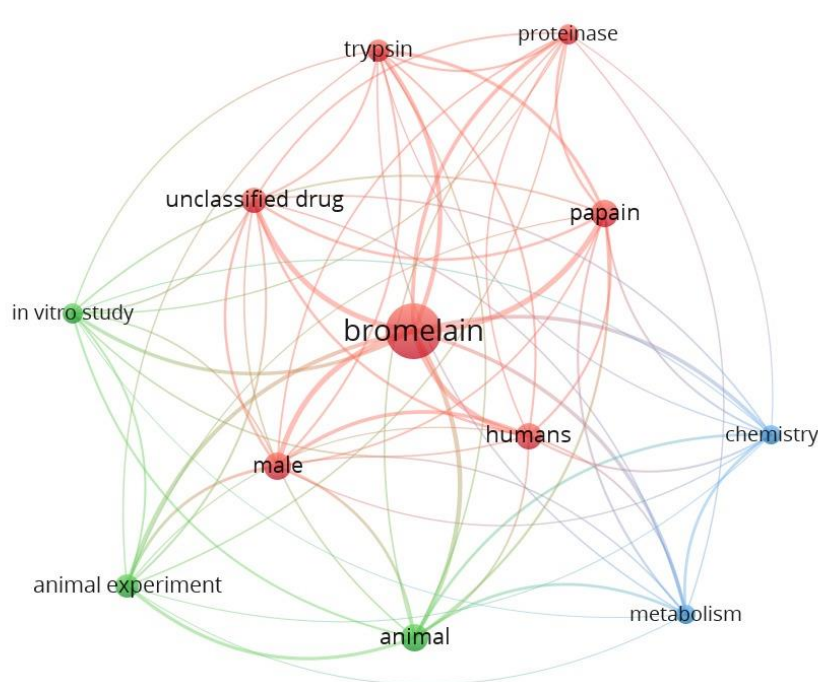 proteinase
trypsin
unclassified drug
papain
in vitro study
bromelain
humans
chemistry
male
animal experiment
metabolism
animal